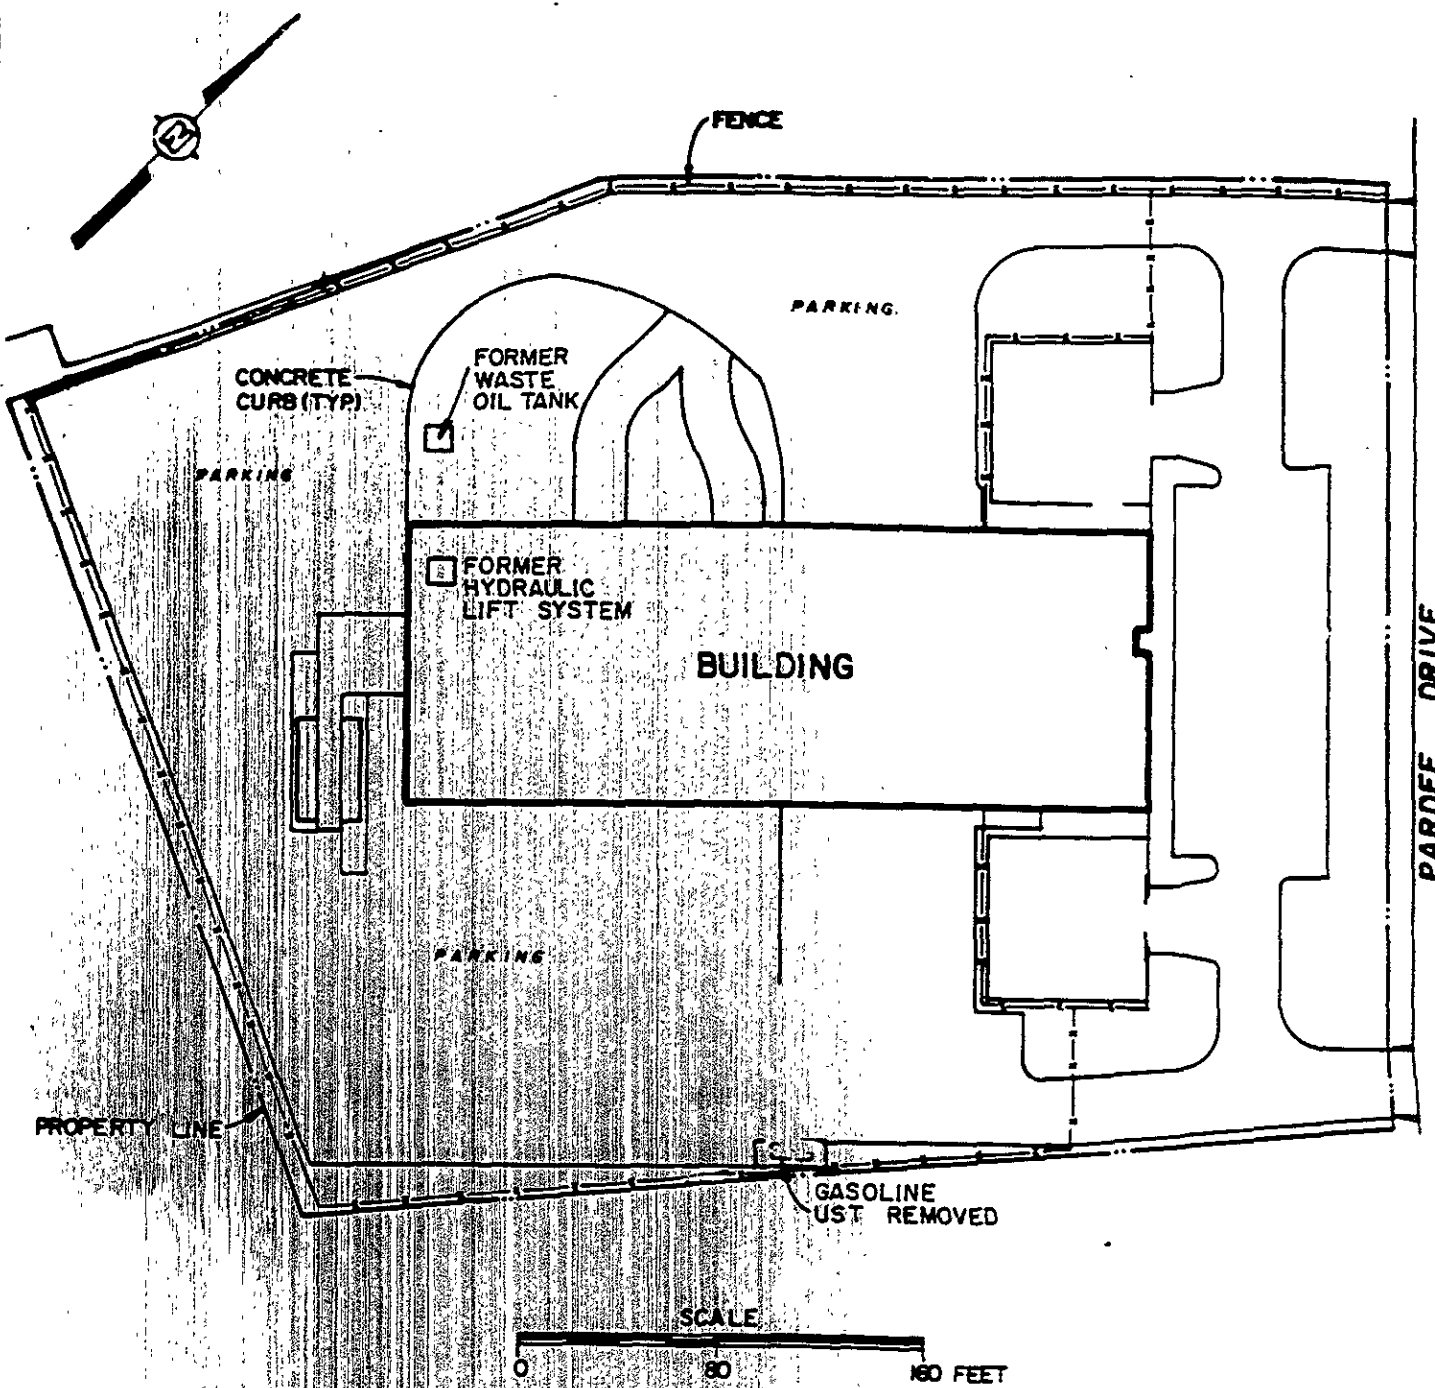 N
FENCE
PARKING.
FORMER
WASTE
OIL TANK
CONCRETE
CURB (TYP)
PARKING
FORMER
HYDRAULIC
LIFT SYSTEM
BUILDING
PARDEE DRIVE
PARKING
PROPERTY LINE
GASOLINE
UST REMOVED
SCALE
0 80 160 FEET